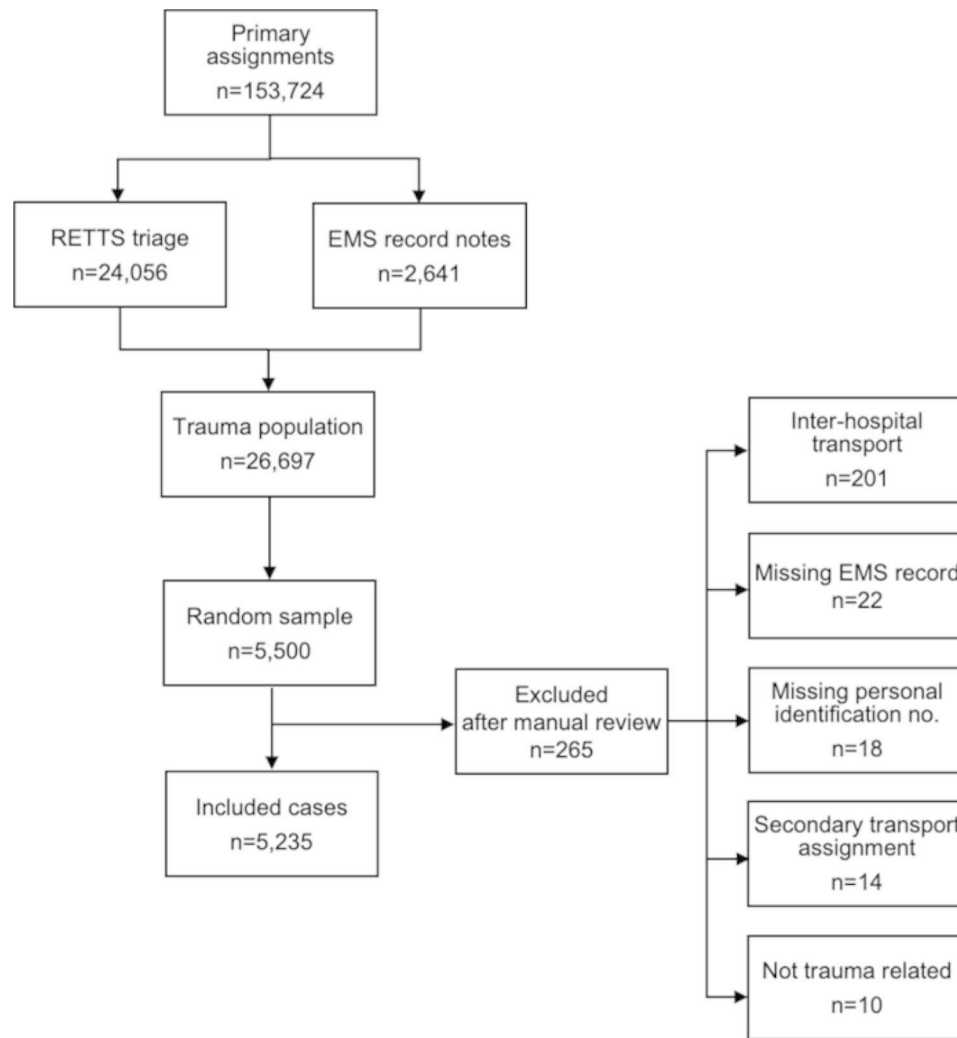 Primary
assignments
n=153,724
RETTS triage
n=24,056
EMS record notes
n=2,641
Trauma population
n=26,697
Random sample
n=5,500
Excluded
after manual review
n=265
Included cases
n=5,235
Inter-hospital
transport
n=201
Missing EMS record
n=22
Missing personal
identification no.
n=18
Secondary transport
assignment
n=14
Not trauma related
n=10